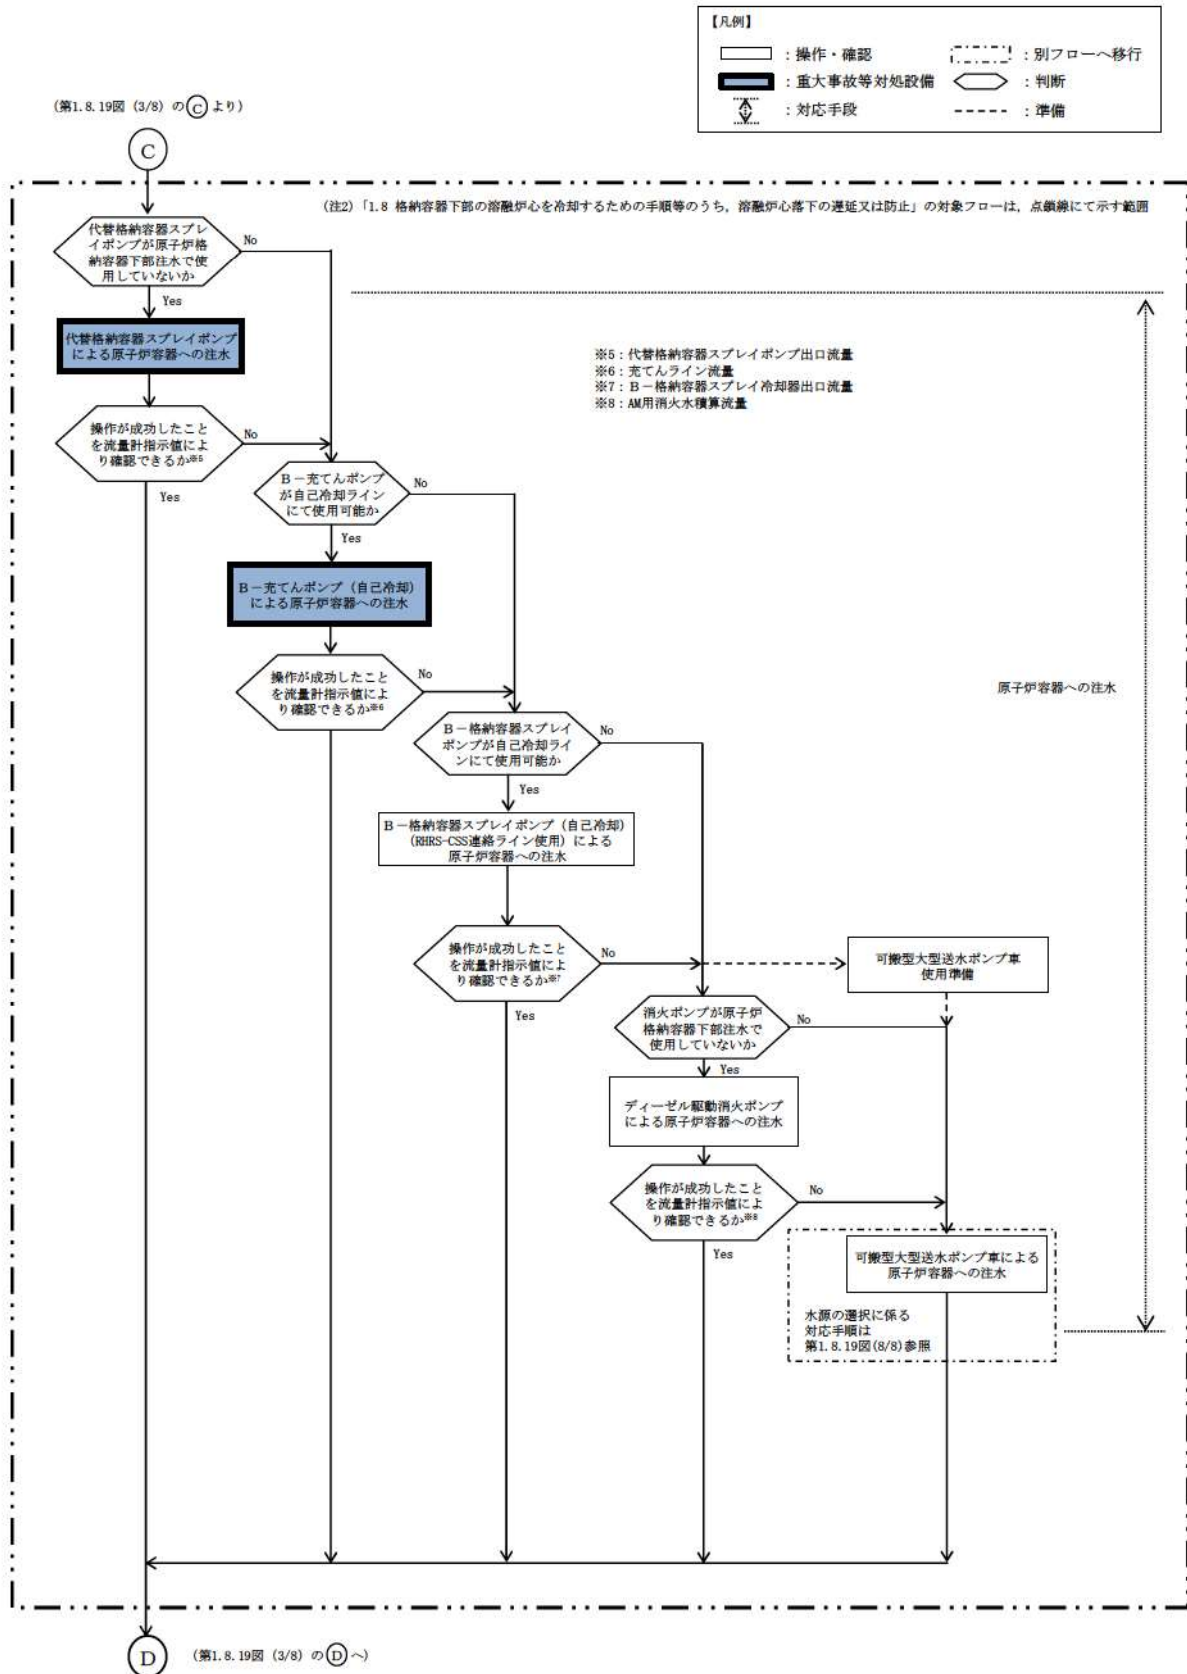 【凡例】
：操作・確認
：別フローへ移行
：重大事故等対処設備
：判断
：対応手段
：準備
(第1.8.19図 (3/8) の C より)
C
(注2)「1.8 格納容器下部の溶融炉心を冷却するための手順等のうち，溶融炉心落下の遅延又は防止」の対象フローは，点鎖線にて示す範囲
代替格納容器スプレ
イポンプが原子炉格
納容器下部注水で使
用していないか
No
Yes
代替格納容器スプレイポンプ
による原子炉容器への注水
※5：代替格納容器スプレイポンプ出口流量
※6：充てんライン流量
※7：B－格納容器スプレイ冷却器出口流量
※8：AM用消火水積算流量
操作が成功したこと
を流量計指示値によ
り確認できるか※5
No
Yes
B－充てんポンプ
が自己冷却ライン
にて使用可能か
No
Yes
B－充てんポンプ（自己冷却）
による原子炉容器への注水
操作が成功したこと
を流量計指示値によ
り確認できるか※6
No
原子炉容器への注水
B－格納容器スプレイ
ポンプが自己冷却ライ
ンにて使用可能か
No
Yes
B－格納容器スプレイポンプ（自己冷却）
（RHRS-CSS連絡ライン使用）による
原子炉容器への注水
操作が成功したこと
を流量計指示値によ
り確認できるか※7
No
Yes
可搬型大型送水ポンプ車
使用準備
消火ポンプが原子炉
格納容器下部注水で
使用していないか
No
Yes
ディーゼル駆動消火ポンプ
による原子炉容器への注水
操作が成功したこと
を流量計指示値によ
り確認できるか※8
No
Yes
可搬型大型送水ポンプ車による
原子炉容器への注水
水源の選択に係る
対応手順は
第1.8.19図(8/8)参照
D
(第1.8.19図 (3/8) の D へ)